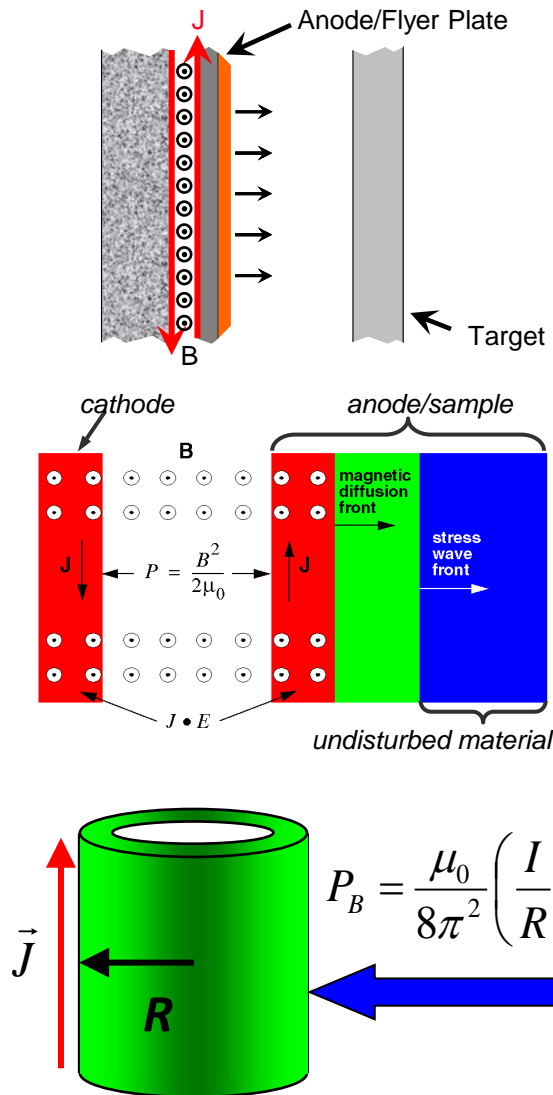 J
Anode/Flyer Plate
B
Target
cathode
anode/sample
B
magnetic
diffusion
front
stress
wave
front
J
P = B²/2μ₀
J
J • E
undisturbed material
P_B = μ₀/8π² (I/R
J⃗
R